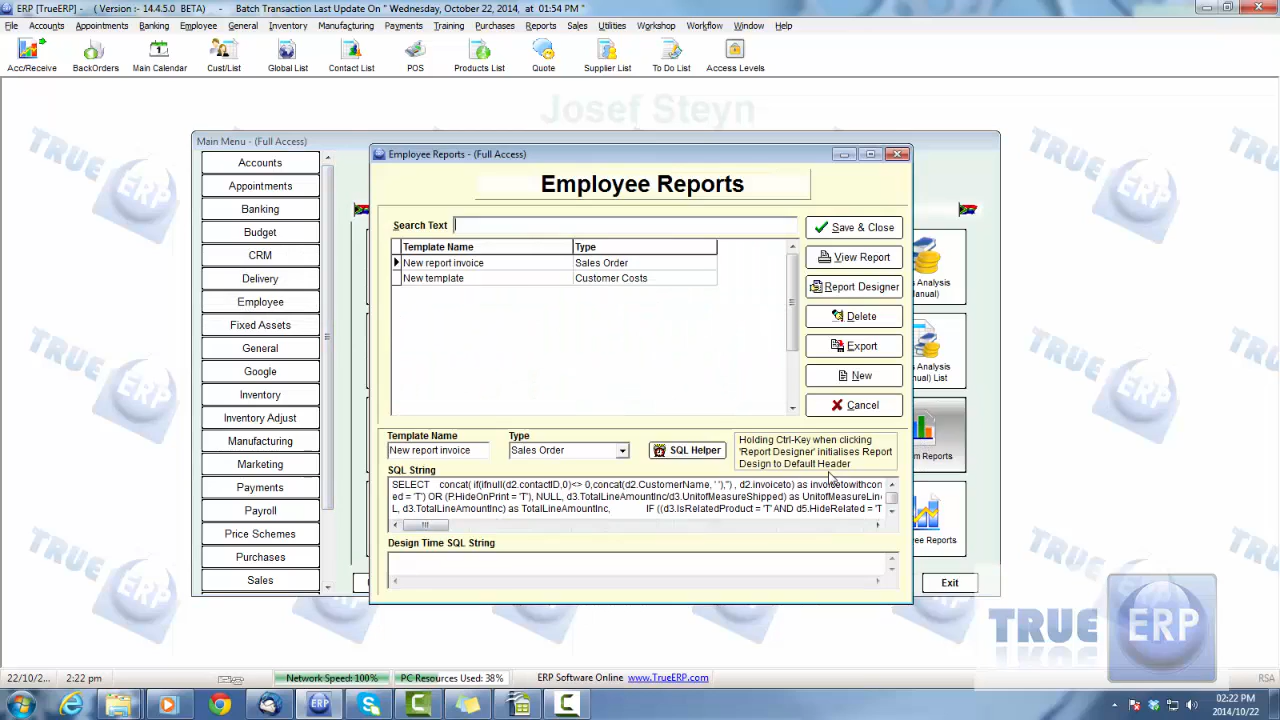 ERP [TrueERP] - ( Version :- 14.4.5.0 BETA) - Batch Transaction Last Update On " Wednesday, October 22, 2014, at 01:54 PM "
File Accounts Appointments Banking Employee General Inventory Manufacturing Payments Training Purchases Reports Sales Utilities Workshop Workflow Window Help
Acc/Receive BackOrders Main Calendar Cust/List Global List Contact List POS Products List Quote Supplier List To Do List Access Levels
Josef Steyn
Main Menu - (Full Access)
Accounts
Appointments
Banking
Budget
CRM
Delivery
Employee
Fixed Assets
General
Google
Inventory
Inventory Adjust
Manufacturing
Marketing
Payments
Payroll
Price Schemes
Purchases
Sales
Employee Reports - (Full Access)
Employee Reports
Search Text
Template Name Type
New report invoice Sales Order
New template Customer Costs
Save & Close
View Report
Report Designer
Delete
Export
New
Cancel
Template Name Type
New report invoice Sales Order SQL Helper
Holding Ctrl-Key when clicking
'Report Designer' initialises Report
Design to Default Header
SQL String
SELECT concat( if(ifnull(d2.contactID,0)<> 0,concat(d2.CustomerName, ' '),'') , d2.invoiceto) as invoicetowithcon
ed = 'T') OR (P.HideOnPrint = 'T'), NULL, d3.TotalLineAmountInc/d3.UnitofMeasureShipped) as UnitofMeasureLin
L, d3.TotalLineAmountInc) as TotalLineAmountInc, IF ((d3.IsRelatedProduct = 'T' AND d5.HideRelated = 'T
Design Time SQL String
Analysis
anual)
Analysis
anual) List
m Reports
ee Reports
Exit
TRUE ERP
22/10/2... 2:22 pm Network Speed: 100% PC Resources Used: 38% ERP Software Online www.TrueERP.com RSA
02:22 PM
2014/10/22